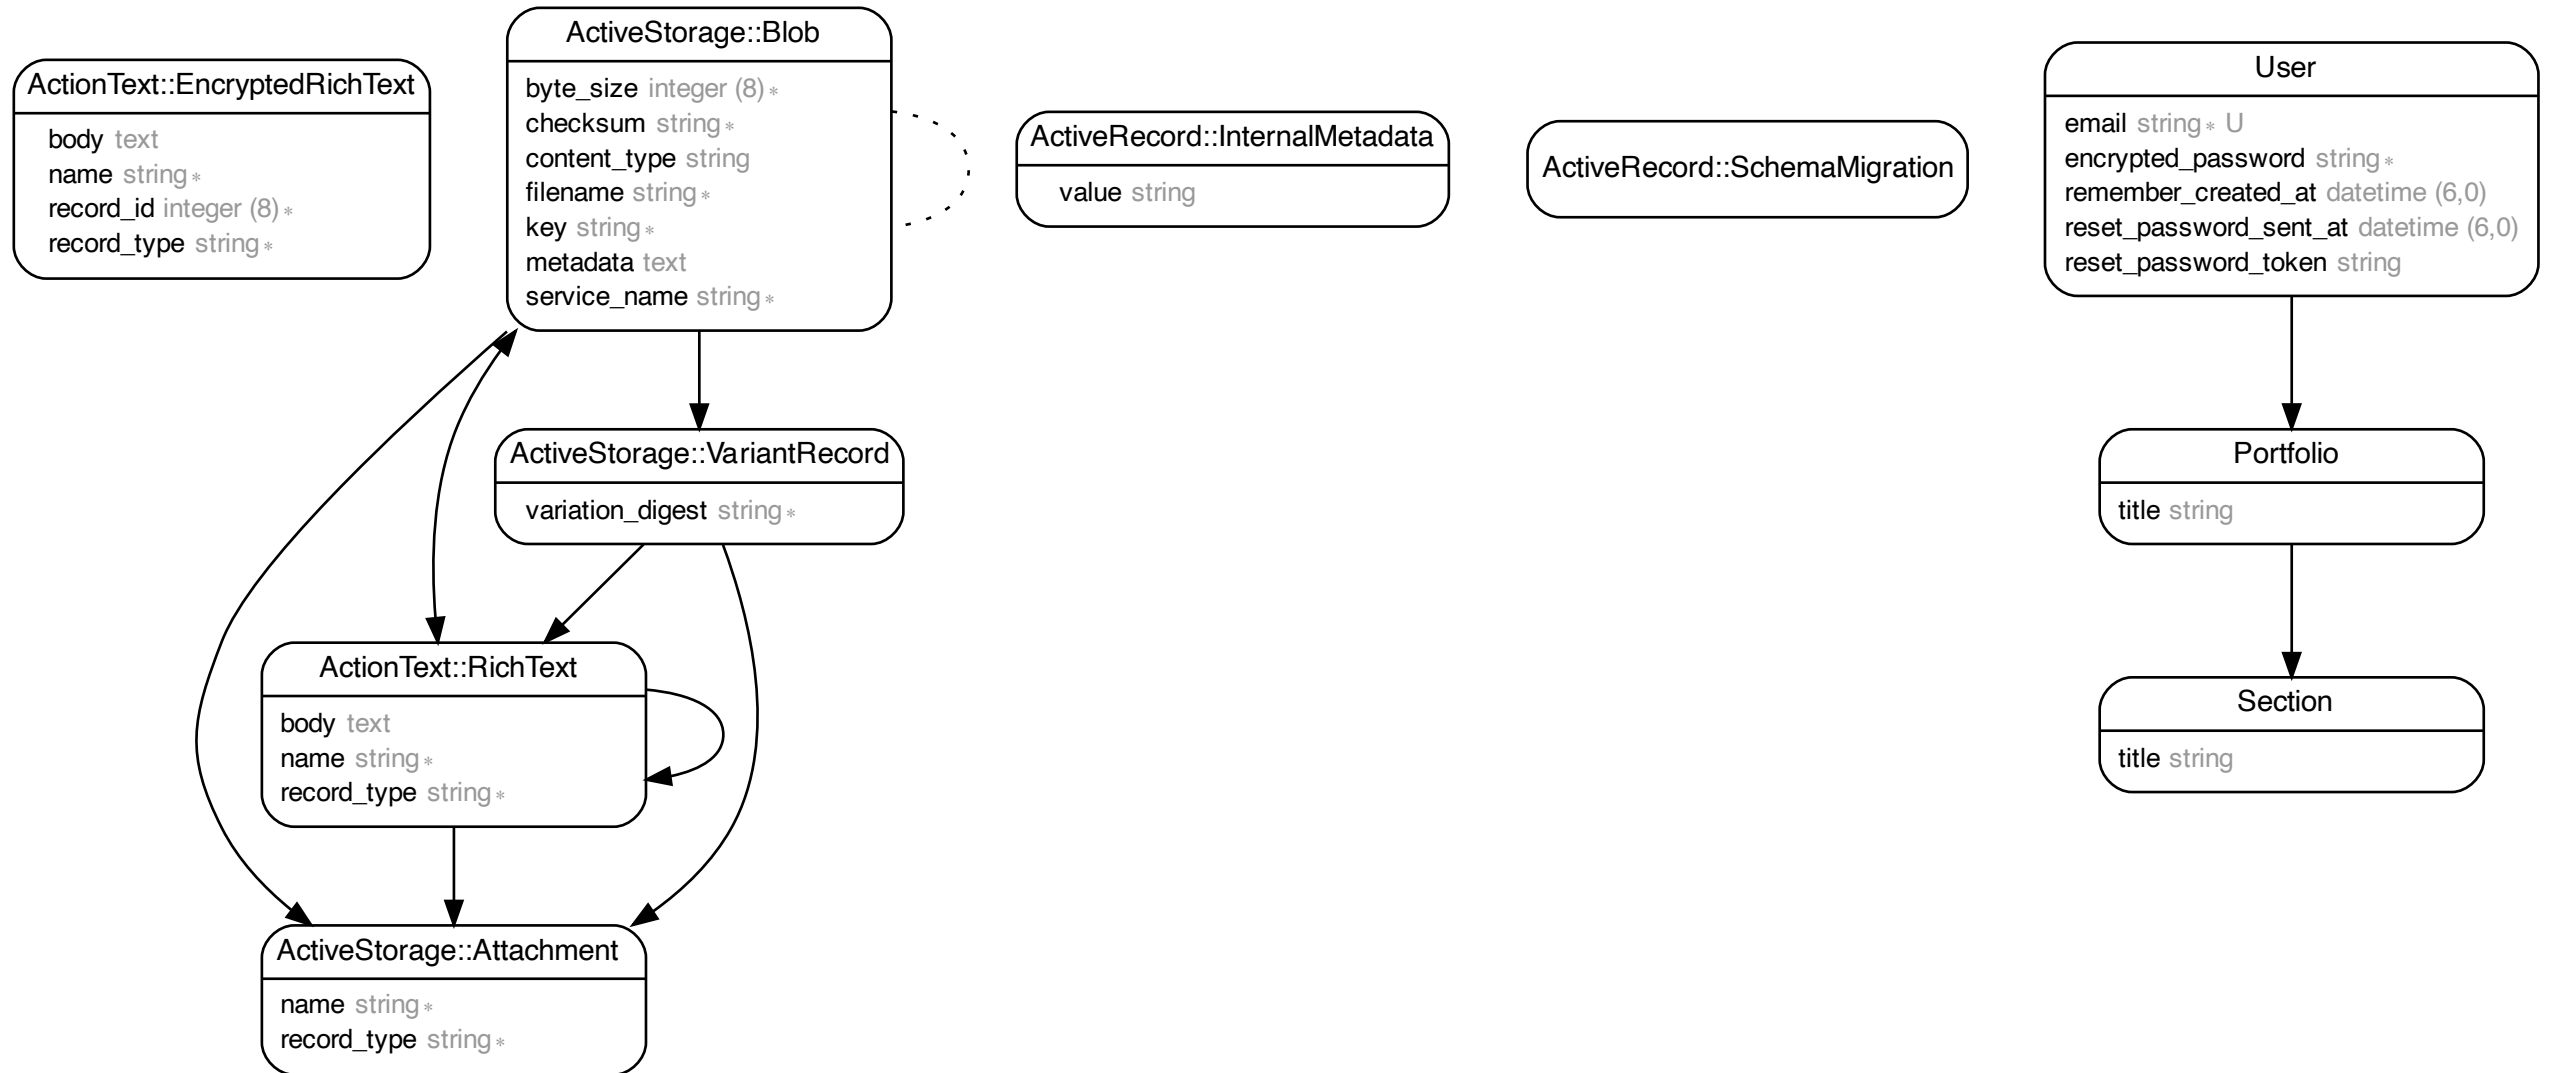 ActionText::EncryptedRichText
body text
name string *
record_id integer (8) *
record_type string *
ActiveStorage::Blob
byte_size integer (8) *
checksum string *
content_type string
filename string *
key string *
metadata text
service_name string *
ActiveRecord::InternalMetadata
value string
ActiveRecord::SchemaMigration
User
email string * U
encrypted_password string *
remember_created_at datetime (6,0)
reset_password_sent_at datetime (6,0)
reset_password_token string
ActiveStorage::VariantRecord
variation_digest string *
Portfolio
title string
ActionText::RichText
body text
name string *
record_type string *
Section
title string
ActiveStorage::Attachment
name string *
record_type string *